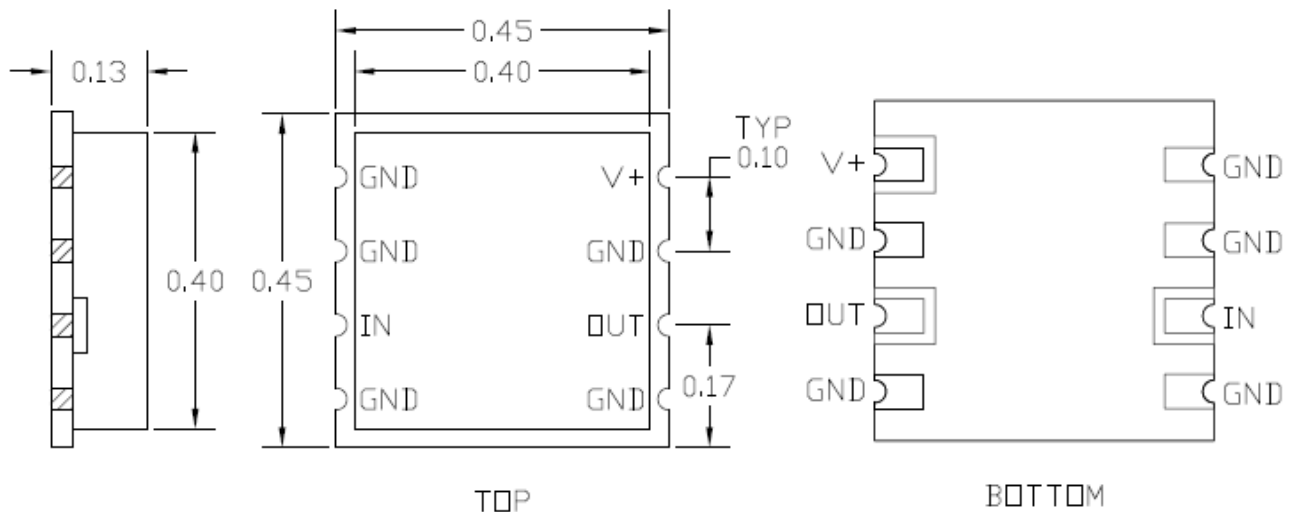 0.45
0.40
0.13
TYP
0.10
GND V+
GND GND
IN OUT
GND GND
0.40
0.45
0.17
TOP
V+ GND
GND GND
OUT IN
GND GND
BOTTOM